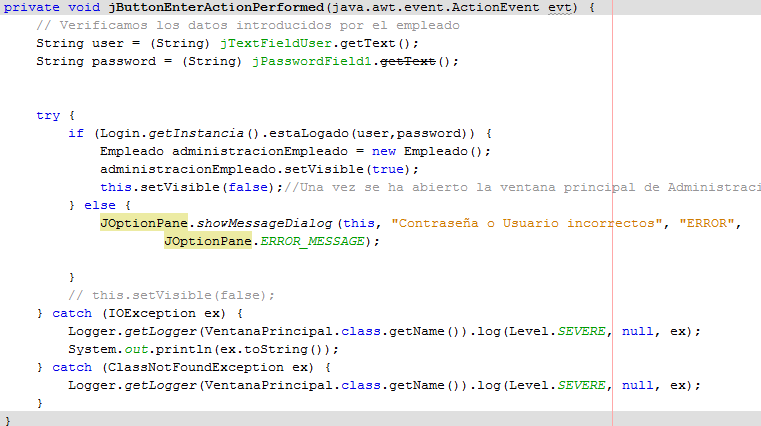 private void jButtonEnterActionPerformed(java.awt.event.ActionEvent evt) {
// Verificamos los datos introducidos por el empleado
String user = (String) jTextFieldUser.getText();
String password = (String) jPasswordField1.getText();
try {
if (Login.getInstancia().estaLogado(user,password)) {
Empleado administracionEmpleado = new Empleado();
administracionEmpleado.setVisible(true);
this.setVisible(false);//Una vez se ha abierto la ventana principal de Administraci
} else {
JOptionPane.showMessageDialog(this, "Contraseña o Usuario incorrectos", "ERROR",
JOptionPane.ERROR_MESSAGE);
}
// this.setVisible(false);
} catch (IOException ex) {
Logger.getLogger(VentanaPrincipal.class.getName()).log(Level.SEVERE, null, ex);
System.out.println(ex.toString());
} catch (ClassNotFoundException ex) {
Logger.getLogger(VentanaPrincipal.class.getName()).log(Level.SEVERE, null, ex);
}
}